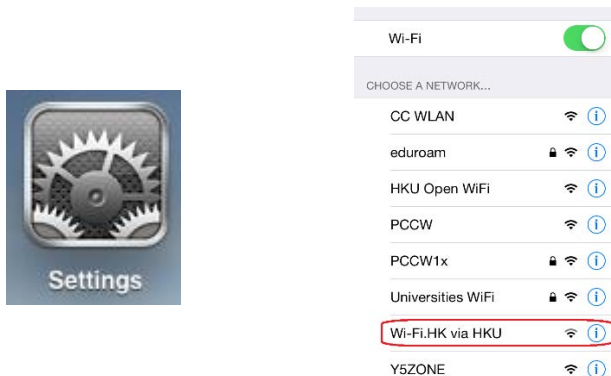 Settings
Wi-Fi
CHOOSE A NETWORK...
CC WLAN
eduroam
HKU Open WiFi
PCCW
PCCW1x
Universities WiFi
Wi-Fi.HK via HKU
Y5ZONE